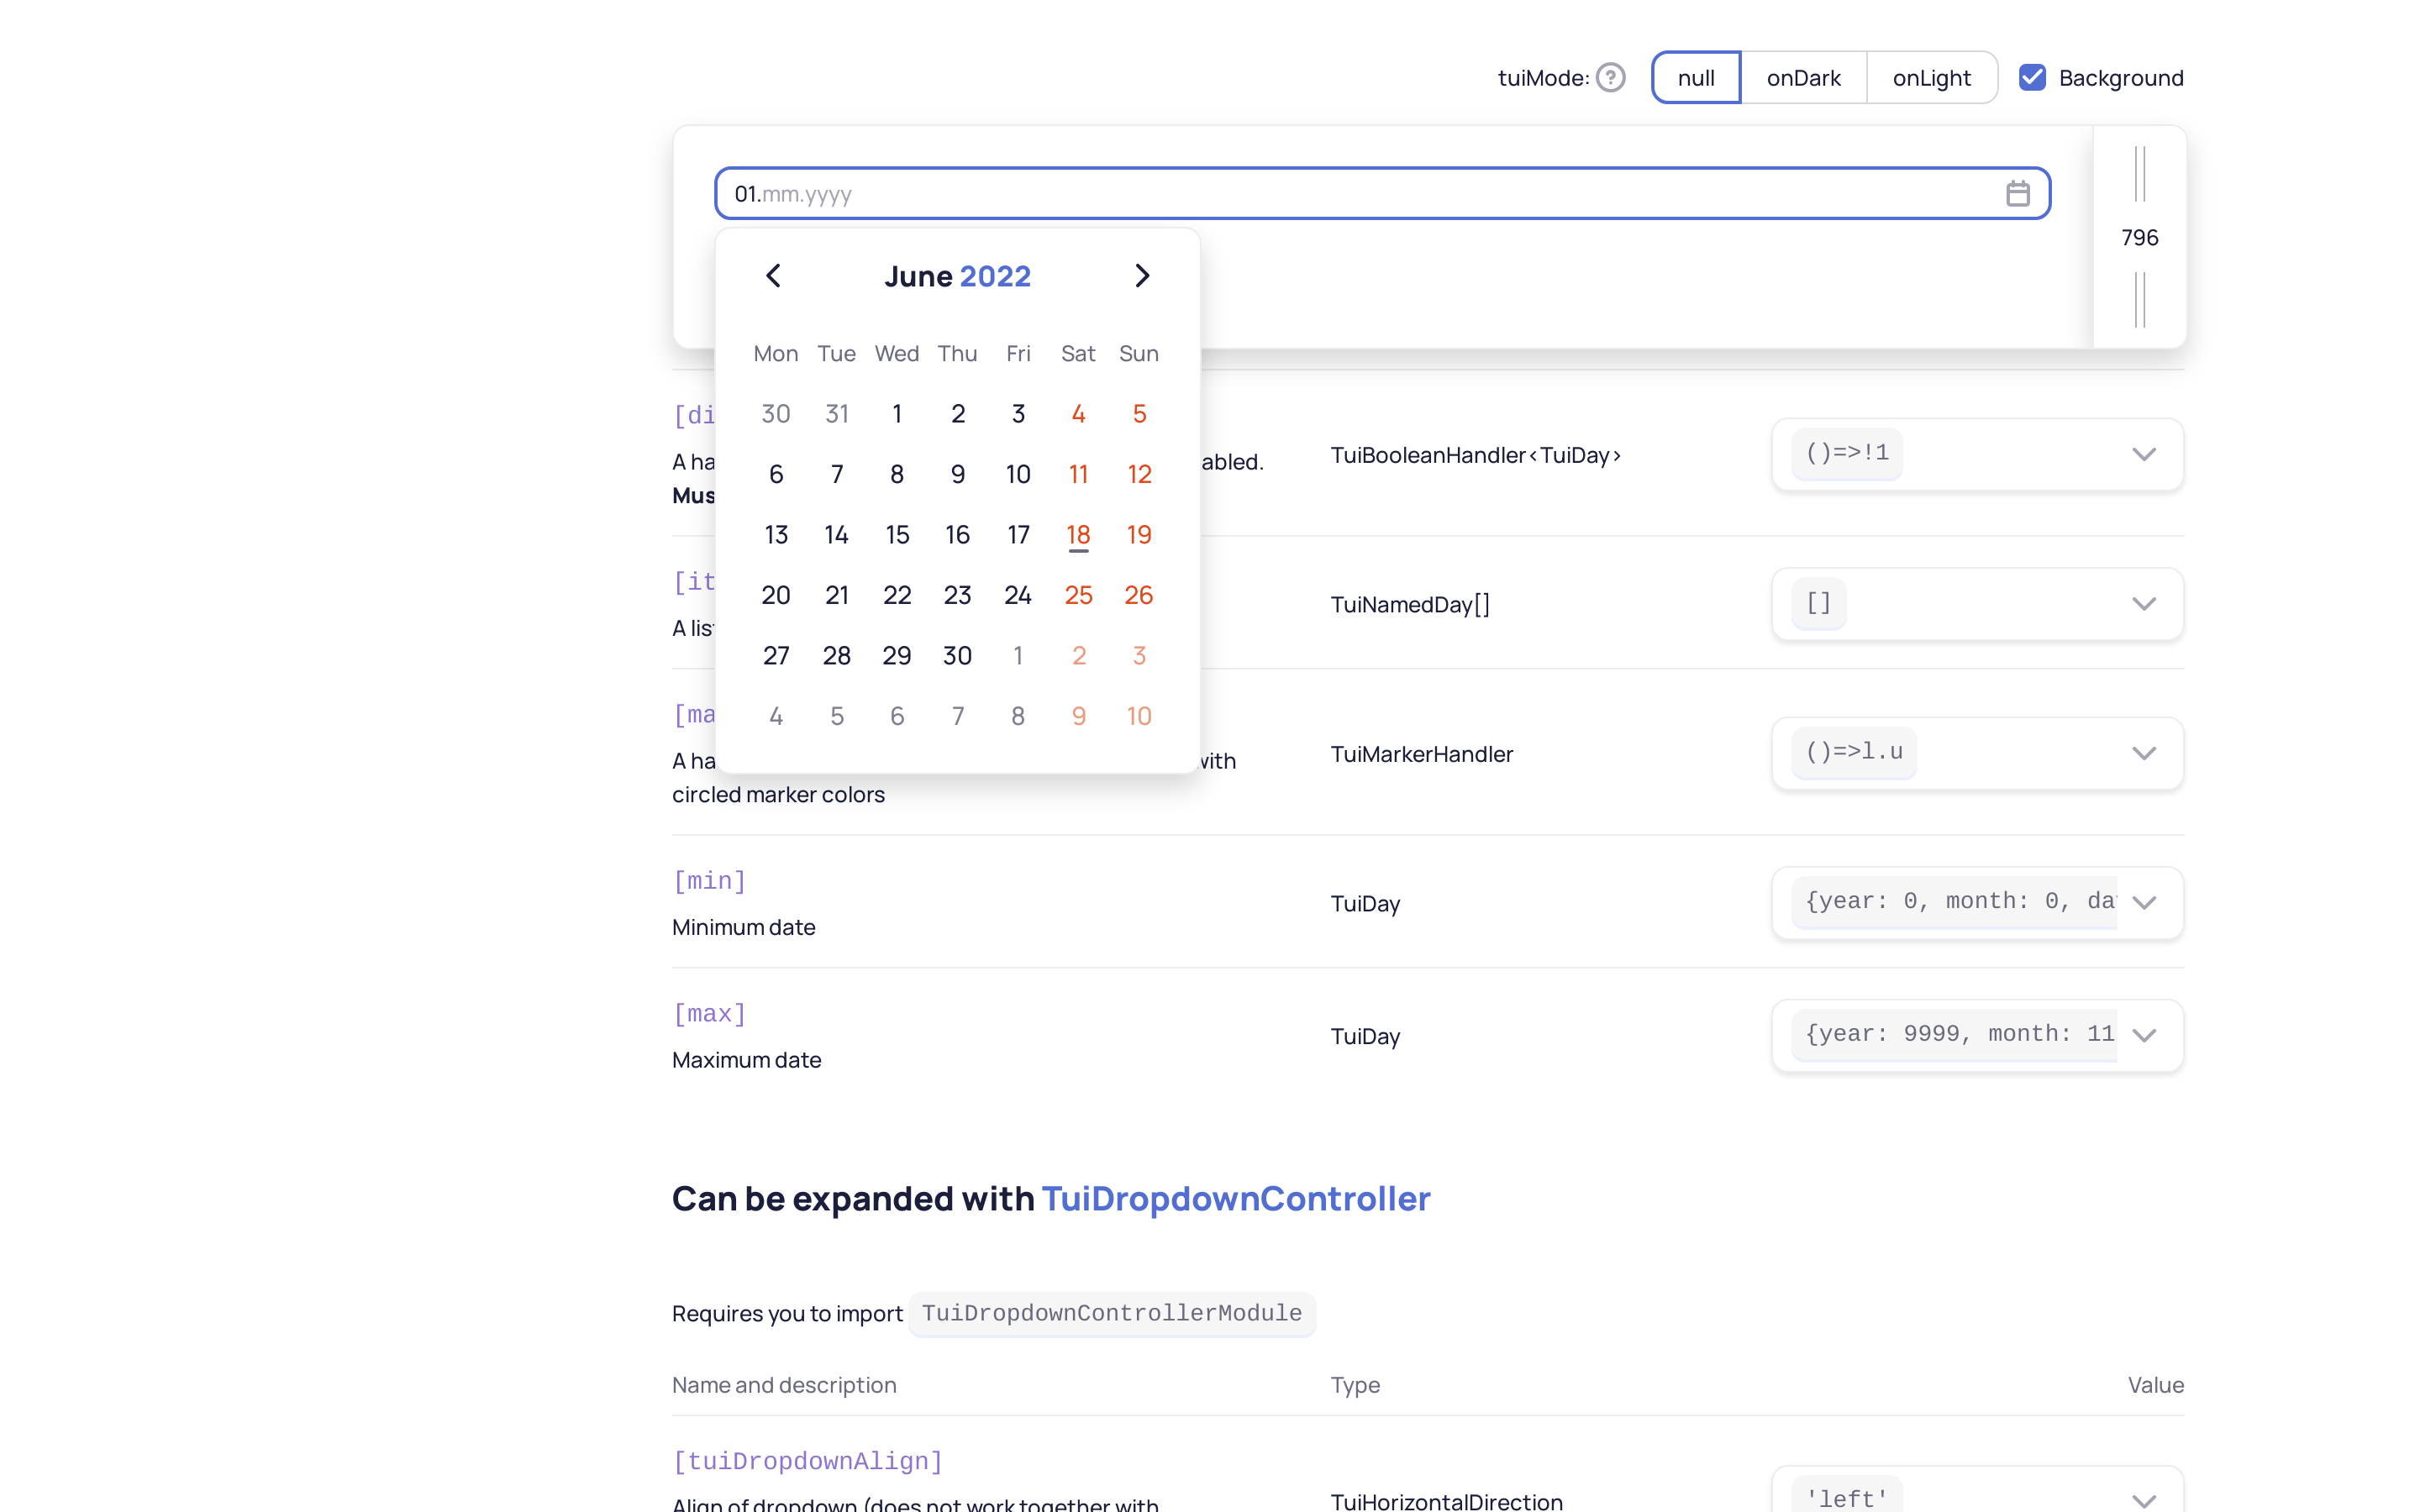 tuiMode: null onDark onLight Background
01.mm.yyyy
796
June 2022
Mon Tue Wed Thu Fri Sat Sun
30 31 1 2 3 4 5
6 7 8 9 10 11 12
13 14 15 16 17 18 19
20 21 22 23 24 25 26
27 28 29 30 1 2 3
4 5 6 7 8 9 10
[di
A ha abled.
Mus
TuiBooleanHandler<TuiDay>
()=>!1
[it
A lis
TuiNamedDay[]
[]
[ma
A ha with
circled marker colors
TuiMarkerHandler
()=>l.u
[min]
Minimum date
TuiDay
{year: 0, month: 0, da
[max]
Maximum date
TuiDay
{year: 9999, month: 11
Can be expanded with TuiDropdownController
Requires you to import TuiDropdownControllerModule
Name and description Type Value
[tuiDropdownAlign]
Align of dropdown (does not work together with
TuiHorizontalDirection
'left'